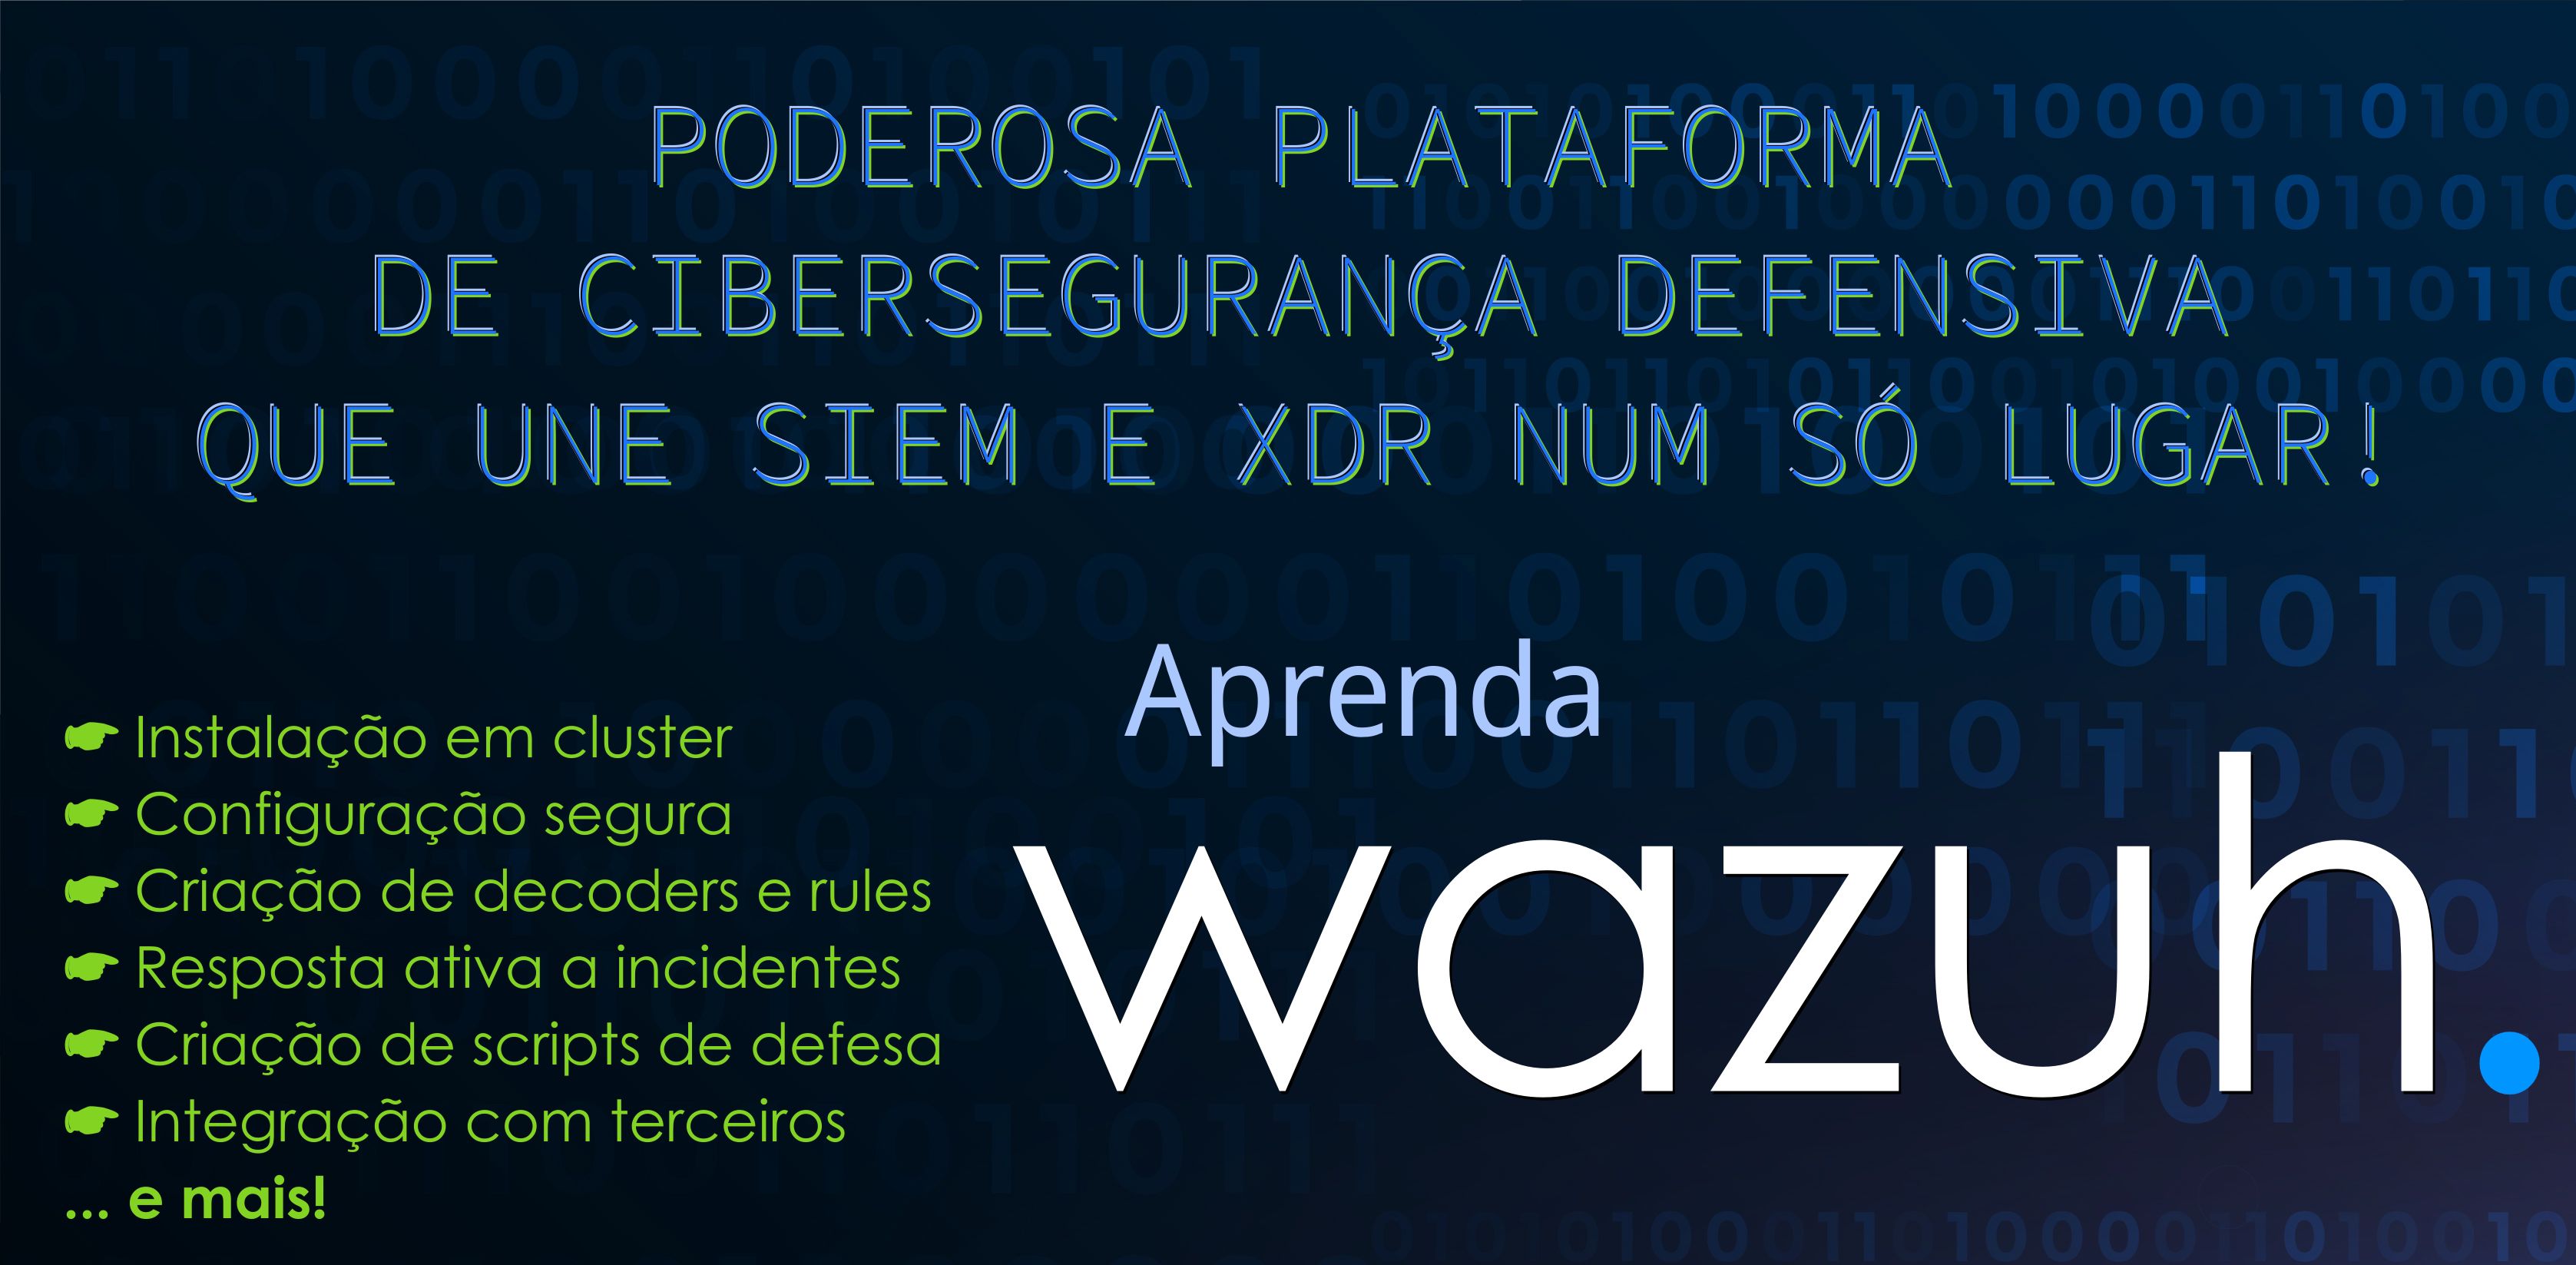 PODEROSA PLATAFORMA
DE CIBERSEGURANÇA DEFENSIVA
QUE UNE SIEM E XDR NUM SÓ LUGAR!
Aprenda
wazuh.
☛ Instalação em cluster
☛ Configuração segura
☛ Criação de decoders e rules
☛ Resposta ativa a incidentes
☛ Criação de scripts de defesa
☛ Integração com terceiros
... e mais!